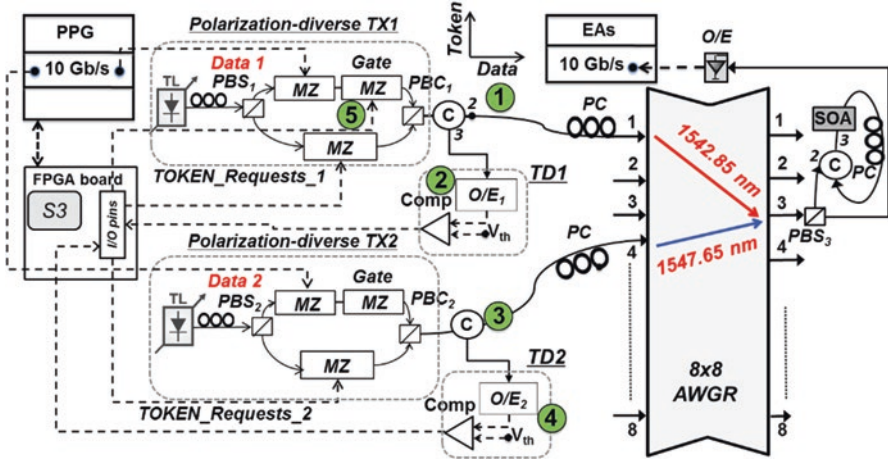 Polarization-diverse TX1
PPG
10 Gb/s
Data 1
TL
PBS1
Gate
MZ
MZ
PBC1
5
MZ
TOKEN_Requests_1
Token
Data
1
C
2
3
EAs
10 Gb/s
O/E
PC
1
2
3
4
8
1542.85 nm
1547.65 nm
8x8
AWGR
1
2
3
4
8
SOA
3
2
C
PC
PBS3
FPGA board
S3
I/O pins
2
TD1
Comp
O/E1
Vth
Polarization-diverse TX2
Data 2
TL
PBS2
Gate
MZ
MZ
PBC2
MZ
TOKEN_Requests_2
PC
C
3
TD2
Comp
O/E2
Vth
4